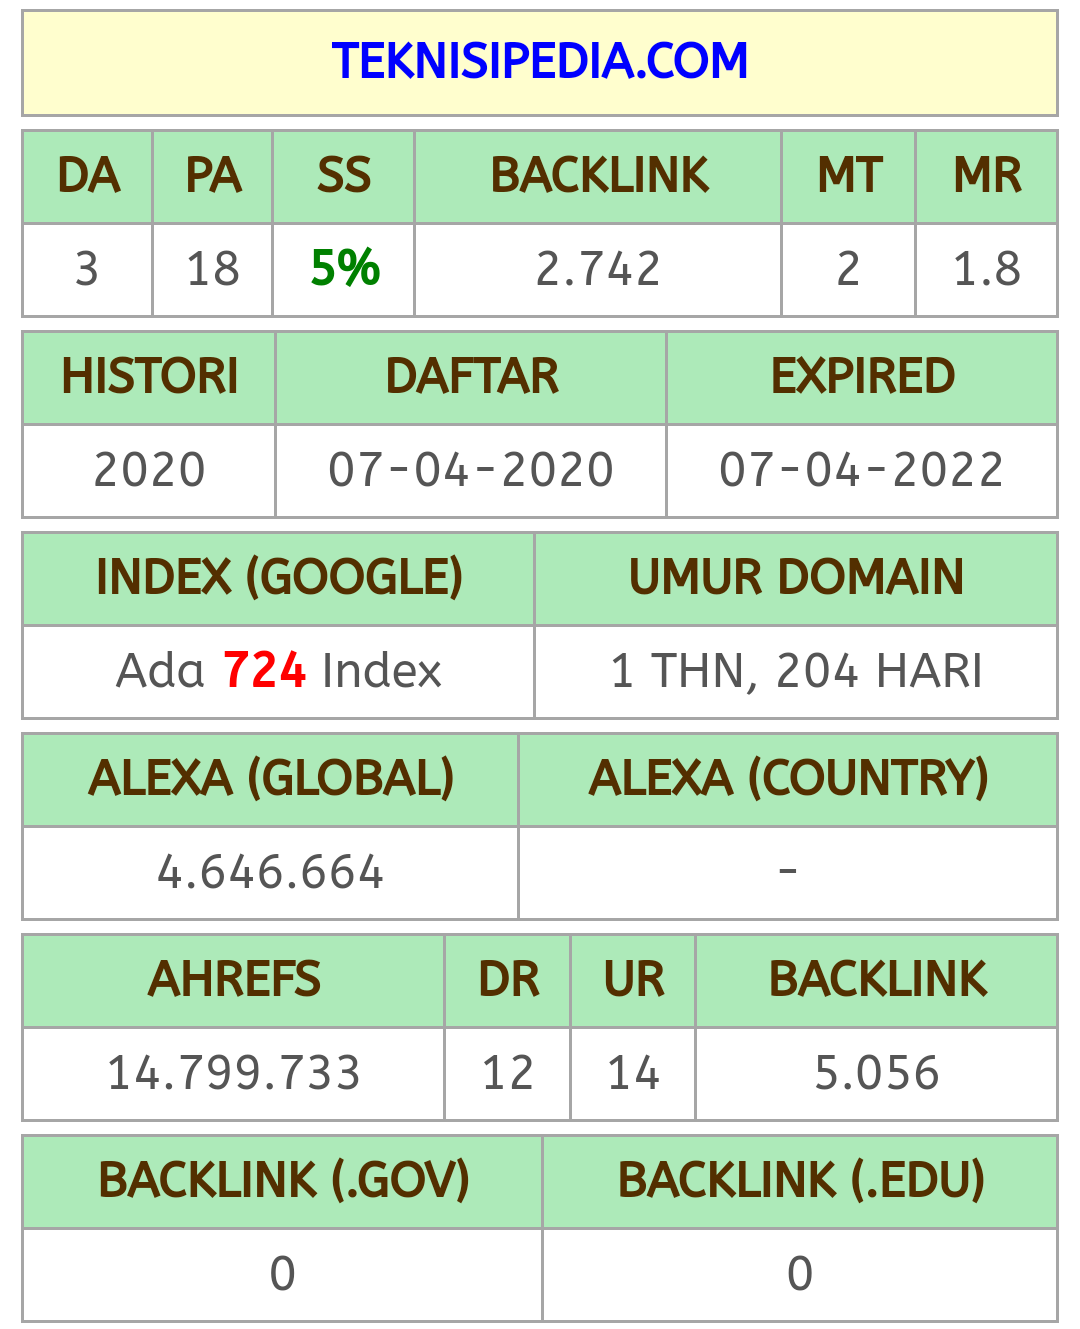 TEKNISIPEDIA.COM
DA PA SS BACKLINK MT MR
3 18 5% 2.742 2 1.8
HISTORI DAFTAR EXPIRED
2020 07-04-2020 07-04-2022
INDEX (GOOGLE) UMUR DOMAIN
Ada 724 Index 1 THN, 204 HARI
ALEXA (GLOBAL) ALEXA (COUNTRY)
4.646.664 -
AHREFS DR UR BACKLINK
14.799.733 12 14 5.056
BACKLINK (.GOV) BACKLINK (.EDU)
0 0